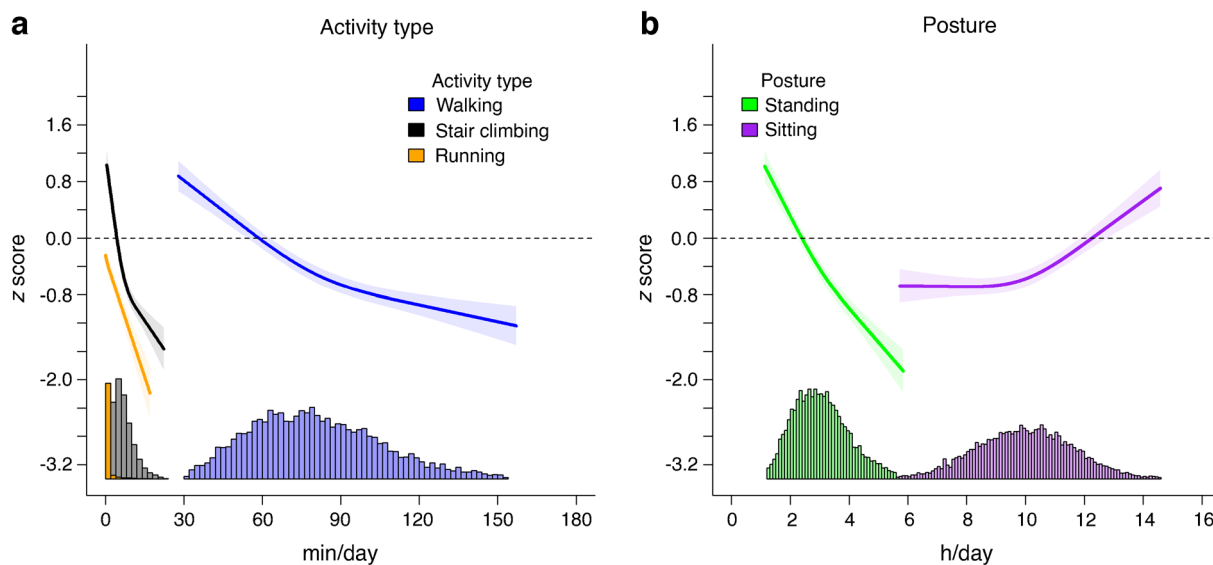 a
Activity type
Activity type
Walking
Stair climbing
Running
1.6
0.8
0.0
-0.8
-2.0
-3.2
z score
0 30 60 90 120 150 180
min/day
b
Posture
Posture
Standing
Sitting
1.6
0.8
0.0
-0.8
-2.0
-3.2
z score
0 2 4 6 8 10 12 14 16
h/day